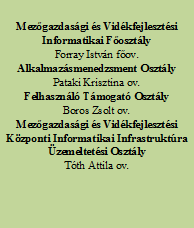 Mezőgazdasági és Vidékfejlesztési
Informatikai Főosztály
Forray István főov.
Alkalmazásmenedzsment Osztály
Pataki Krisztina ov.
Felhasználó Támogató Osztály
Boros Zsolt ov.
Mezőgazdasági és Vidékfejlesztési
Központi Informatikai Infrastruktúra
Üzemeltetési Osztály
Tóth Attila ov.